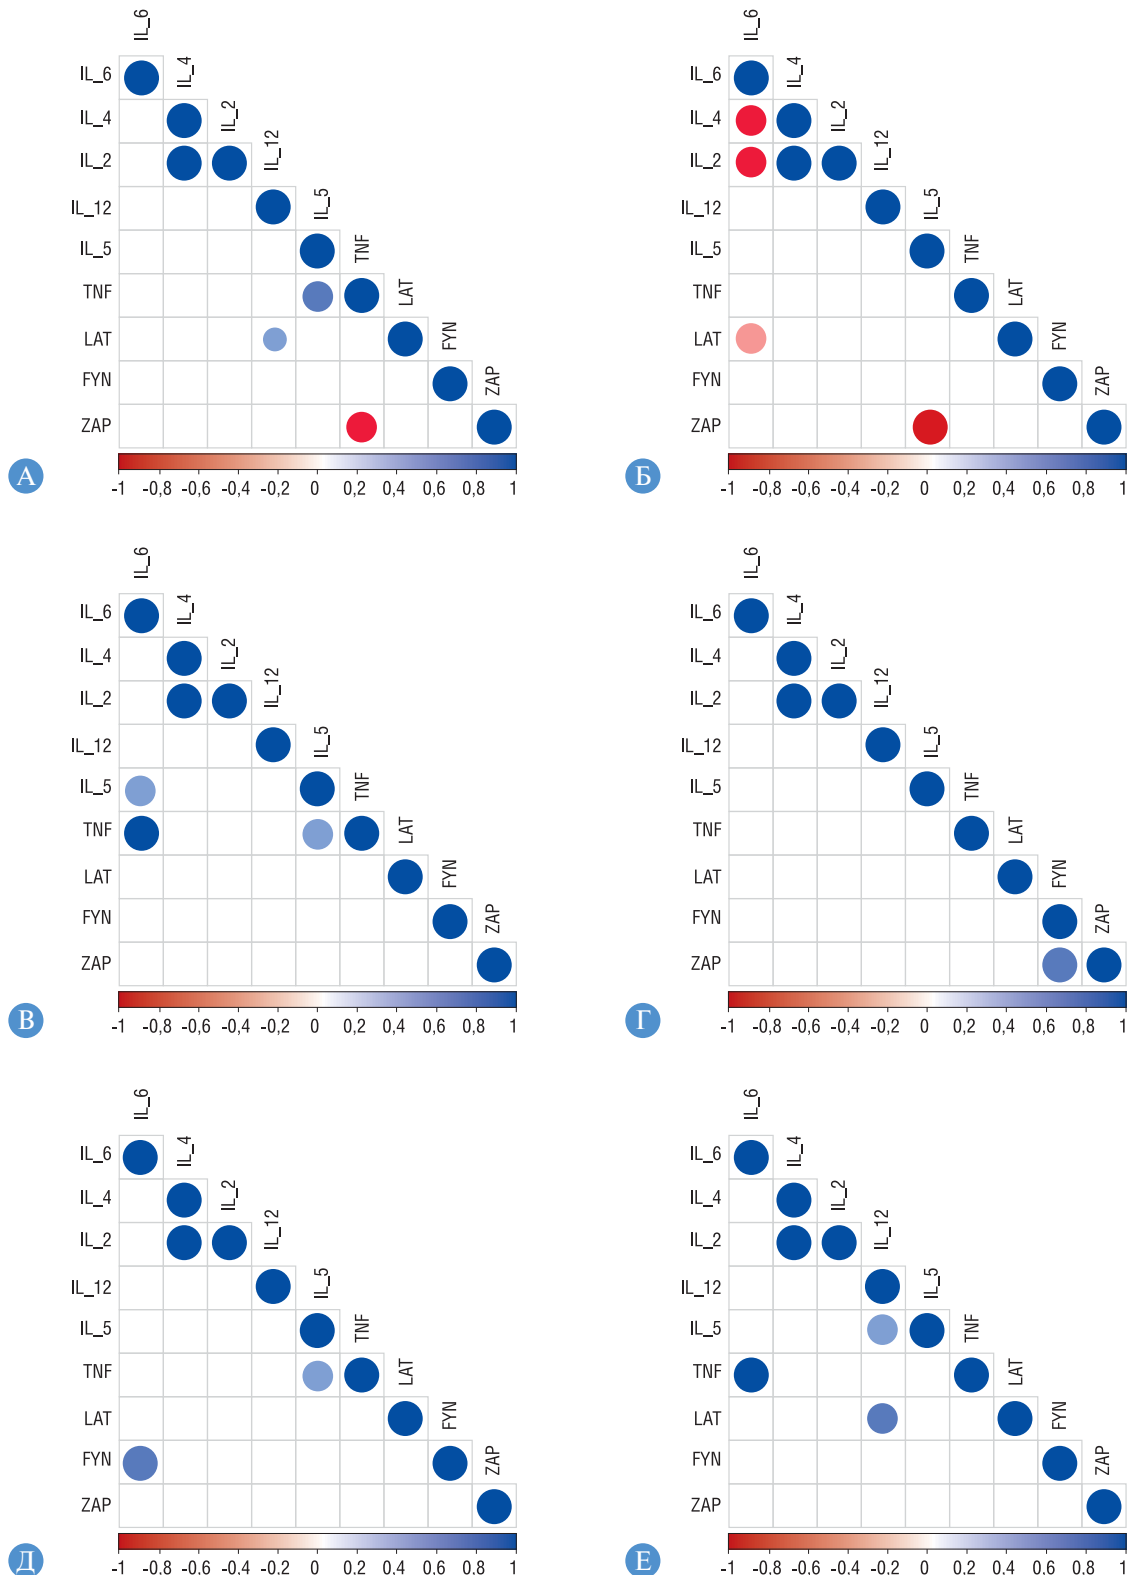 IL_6
IL_6
IL_4
IL_4
IL_2
IL_2
IL_12
IL_12
IL_5
IL_5
TNF
TNF
LAT
LAT
FYN
FYN
ZAP
ZAP
-1 -0,8 -0,6 -0,4 -0,2 0 0,2 0,4 0,6 0,8 1
А
IL_6
IL_6
IL_4
IL_4
IL_2
IL_2
IL_12
IL_12
IL_5
IL_5
TNF
TNF
LAT
LAT
FYN
FYN
ZAP
ZAP
-1 -0,8 -0,6 -0,4 -0,2 0 0,2 0,4 0,6 0,8 1
Б
IL_6
IL_6
IL_4
IL_4
IL_2
IL_2
IL_12
IL_12
IL_5
IL_5
TNF
TNF
LAT
LAT
FYN
FYN
ZAP
ZAP
-1 -0,8 -0,6 -0,4 -0,2 0 0,2 0,4 0,6 0,8 1
В
IL_6
IL_6
IL_4
IL_4
IL_2
IL_2
IL_12
IL_12
IL_5
IL_5
TNF
TNF
LAT
LAT
FYN
FYN
ZAP
ZAP
-1 -0,8 -0,6 -0,4 -0,2 0 0,2 0,4 0,6 0,8 1
Г
IL_6
IL_6
IL_4
IL_4
IL_2
IL_2
IL_12
IL_12
IL_5
IL_5
TNF
TNF
LAT
LAT
FYN
FYN
ZAP
ZAP
-1 -0,8 -0,6 -0,4 -0,2 0 0,2 0,4 0,6 0,8 1
Д
IL_6
IL_6
IL_4
IL_4
IL_2
IL_2
IL_12
IL_12
IL_5
IL_5
TNF
TNF
LAT
LAT
FYN
FYN
ZAP
ZAP
-1 -0,8 -0,6 -0,4 -0,2 0 0,2 0,4 0,6 0,8 1
Е